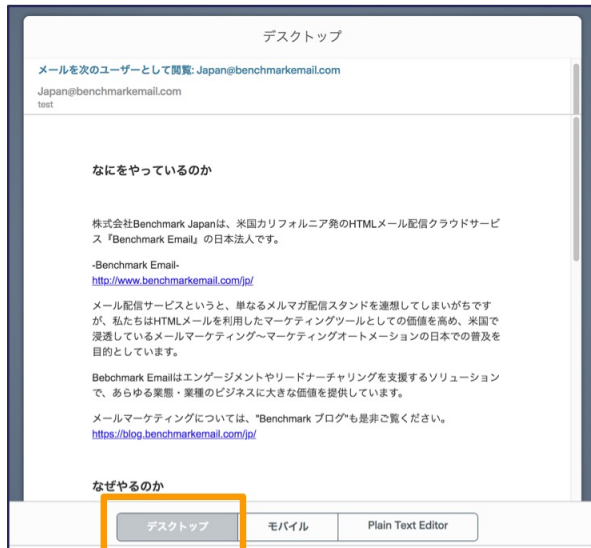 デスクトップ
メールを次のユーザーとして閲覧: Japan@benchmarkemail.com
Japan@benchmarkemail.com
test
なにをやっているのか
株式会社Benchmark Japanは、米国カリフォルニア発のHTMLメール配信クラウドサービ
ス『Benchmark Email』の日本法人です。
-Benchmark Email-
http://www.benchmarkemail.com/jp/
メール配信サービスというと、単なるメルマガ配信スタンドを連想してしまいがちです
が、私たちはHTMLメールを利用したマーケティングツールとしての価値を高め、米国で
浸透しているメールマーケティング〜マーケティングオートメーションの日本での普及を
目的としています。
Bebchmark Emailはエンゲージメントやリードナーチャリングを支援するソリューション
で、あらゆる業態・業種のビジネスに大きな価値を提供しています。
メールマーケティングについては、"Benchmark ブログ"も是非ご覧ください。
https://blog.benchmarkemail.com/jp/
なぜやるのか
デスクトップ
モバイル
Plain Text Editor